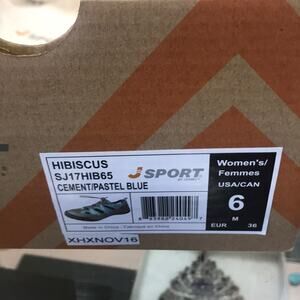 HIBISCUS
SJ17HIB65
CEMENT/PASTEL BLUE
JSPORT
Women's/
Femmes
USA/CAN
6
M
EUR 36
Made in China - Fabriqué en Chine
XHXNOV16